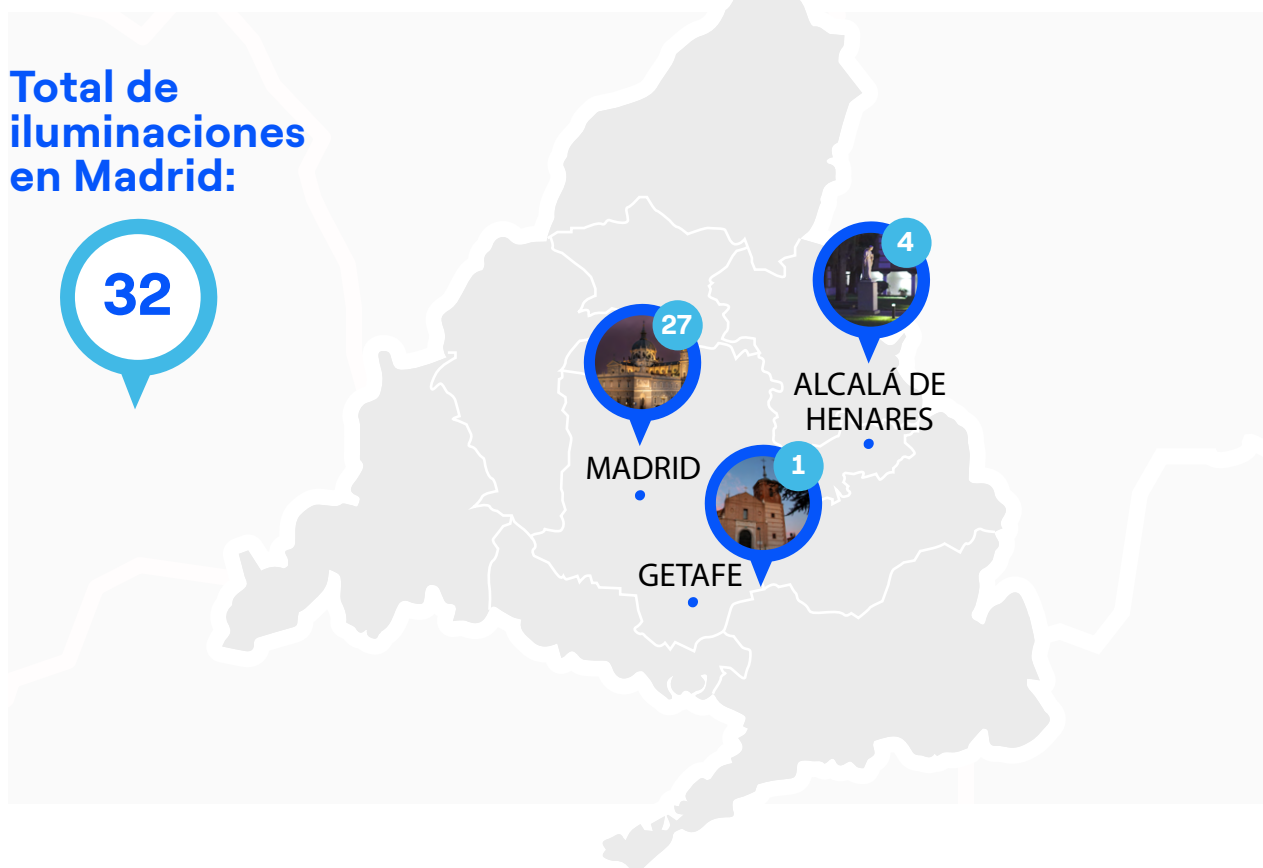 Total de
iluminaciones
en Madrid:
32
4
ALCALÁ DE
HENARES
27
MADRID
1
GETAFE